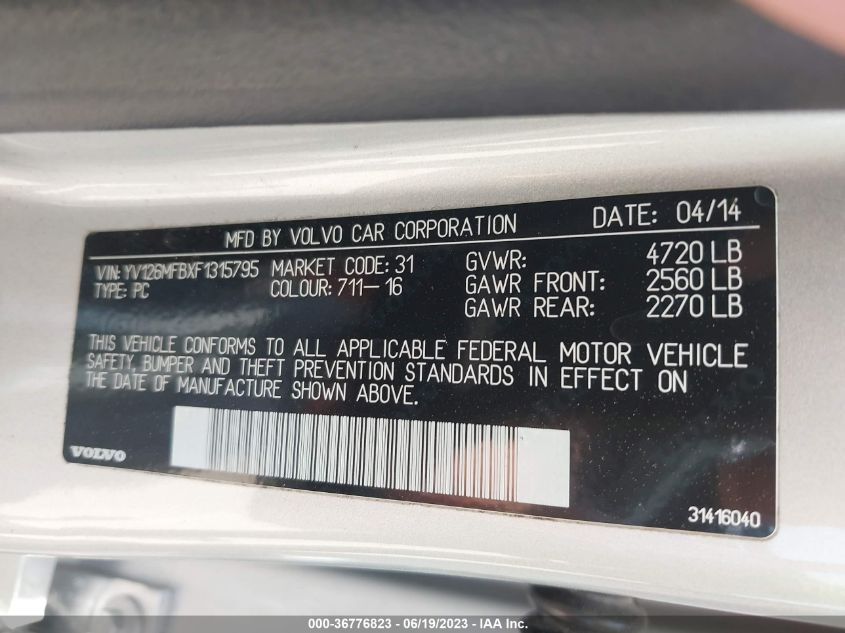 MFD BY VOLVO CAR CORPORATION DATE: 04/14
VIN: YV126MFBXF1315795 MARKET CODE: 31 GVWR: 4720 LB
TYPE: PC COLOUR: 711-16 GAWR FRONT: 2560 LB
GAWR REAR: 2270 LB
THIS VEHICLE CONFORMS TO ALL APPLICABLE FEDERAL MOTOR VEHICLE
SAFETY, BUMPER AND THEFT PREVENTION STANDARDS IN EFFECT ON
THE DATE OF MANUFACTURE SHOWN ABOVE.
VOLVO
31416040
000-36776823 - 06/19/2023 - IAA Inc.